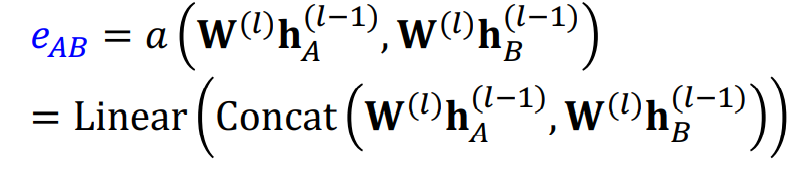 e_{AB} = a(𝐖^{(l)}𝐡_A^{(l−1)}, 𝐖^{(l)}𝐡_B^{(l−1)})
= Linear(Concat(𝐖^{(l)}𝐡_A^{(l−1)}, 𝐖^{(l)}𝐡_B^{(l−1)}))